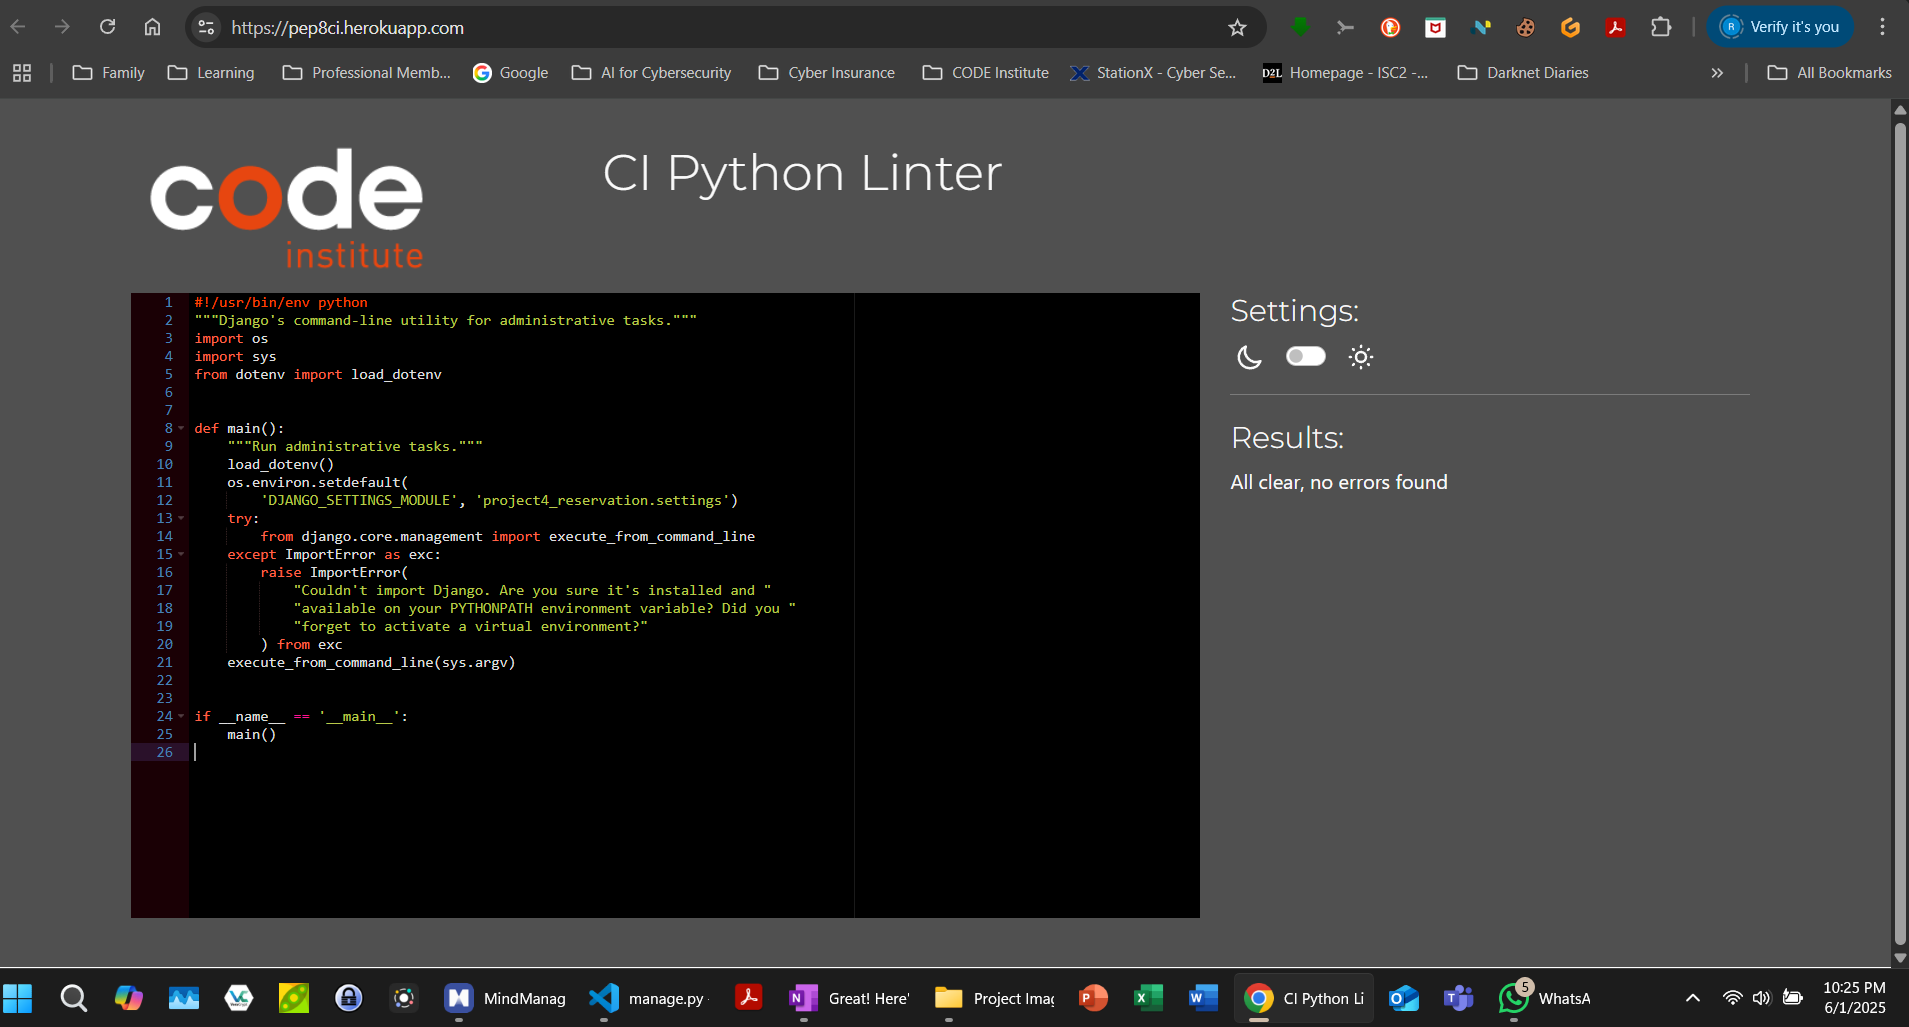 https://pep8ci.herokuapp.com
Verify it's you
Family
Learning
Professional Memb...
Google
AI for Cybersecurity
Cyber Insurance
CODE Institute
StationX - Cyber Se...
D2L
Homepage - ISC2 -...
Darknet Diaries
All Bookmarks
code
institute
CI Python Linter
1 #!/usr/bin/env python
2 """Django's command-line utility for administrative tasks."""
3 import os
4 import sys
5 from dotenv import load_dotenv
6
7
8 def main():
9     """Run administrative tasks."""
10     load_dotenv()
11     os.environ.setdefault(
12         'DJANGO_SETTINGS_MODULE', 'project4_reservation.settings')
13     try:
14         from django.core.management import execute_from_command_line
15     except ImportError as exc:
16         raise ImportError(
17             "Couldn't import Django. Are you sure it's installed and "
18             "available on your PYTHONPATH environment variable? Did you "
19             "forget to activate a virtual environment?"
20         ) from exc
21     execute_from_command_line(sys.argv)
22
23
24 if __name__ == '__main__':
25     main()
26
Settings:
Results:
All clear, no errors found
MindManag
manage.py
Great! Here'
Project Imag
CI Python Li
5
WhatsA
10:25 PM
6/1/2025